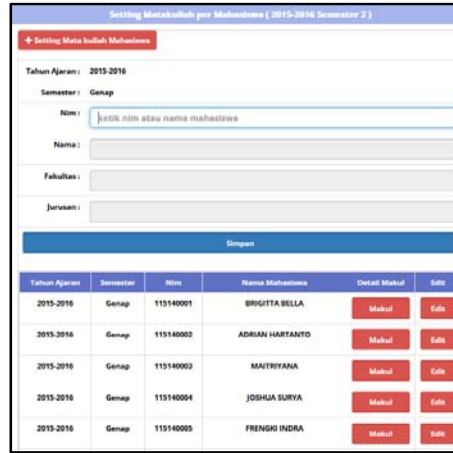 Setting Matakuliah per Mahasiswa ( 2015-2016 Semester 2 )
+ Setting Mata kuliah Mahasiswa
Tahun Ajaran : 2015-2016
Semester : Genap
Nim :
ketik nim atau nama mahasiswa
Nama :
Fakultas :
Jurusan :
Simpan
Tahun Ajaran Semester Nim Nama Mahasiswa Detail Makul Edit
2015-2016 Genap 115140001 BRIGITTA BELLA Makul Edit
2015-2016 Genap 115140002 ADRIAN HARTANTO Makul Edit
2015-2016 Genap 115140003 MAITRIYANA Makul Edit
2015-2016 Genap 115140004 JOSHUA SURYA Makul Edit
2015-2016 Genap 115140005 FRENGKI INDRA Makul Edit